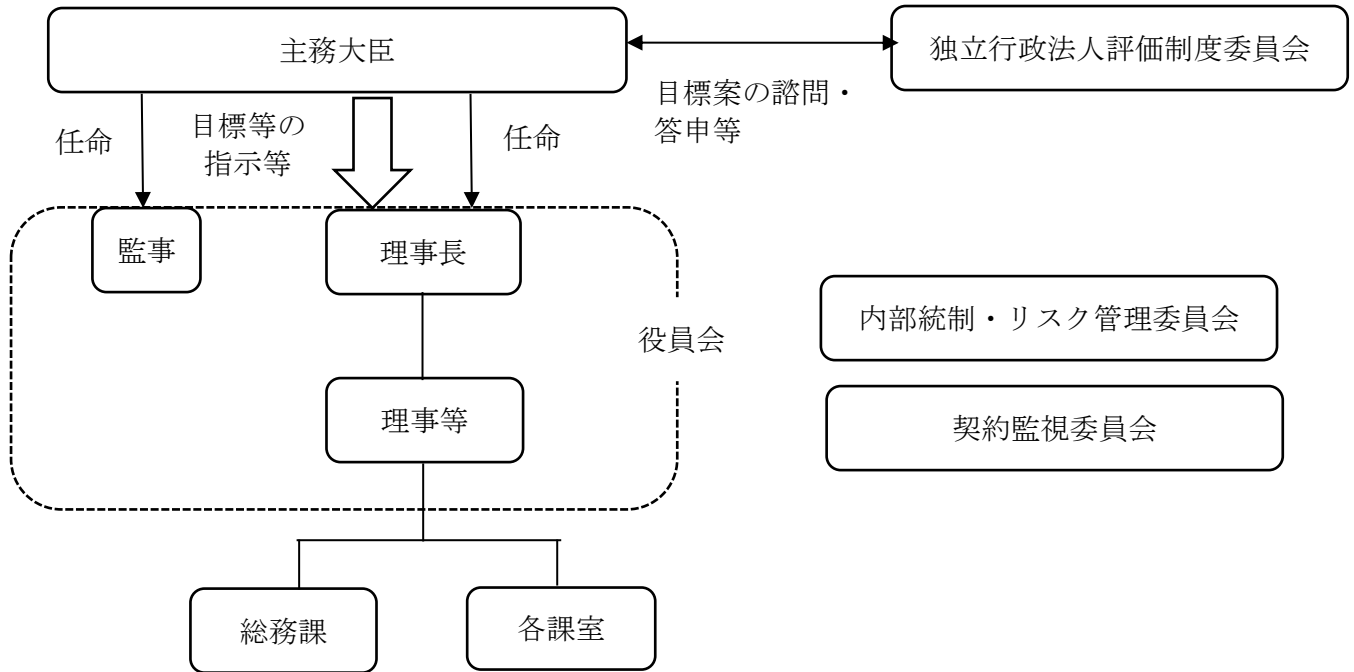 主務大臣
独立行政法人評価制度委員会
目標案の諮問・
答申等
任命
目標等の
指示等
任命
監事
理事長
役員会
内部統制・リスク管理委員会
理事等
契約監視委員会
総務課
各課室